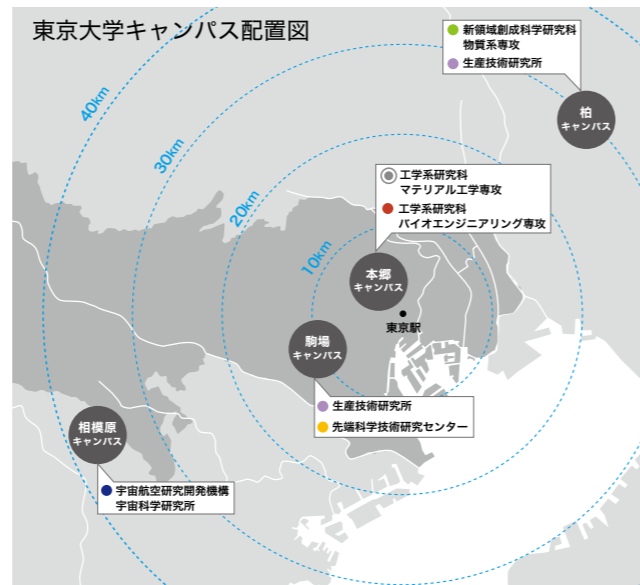 東京大学キャンパス配置図
新領域創成科学研究科
物質系専攻
生産技術研究所
40km
30km
20km
10km
柏
キャンパス
工学系研究科
マテリアル工学専攻
工学系研究科
バイオエンジニアリング専攻
本郷
キャンパス
東京駅
駒場
キャンパス
生産技術研究所
先端科学技術研究センター
相模原
キャンパス
宇宙航空研究開発機構
宇宙科学研究所